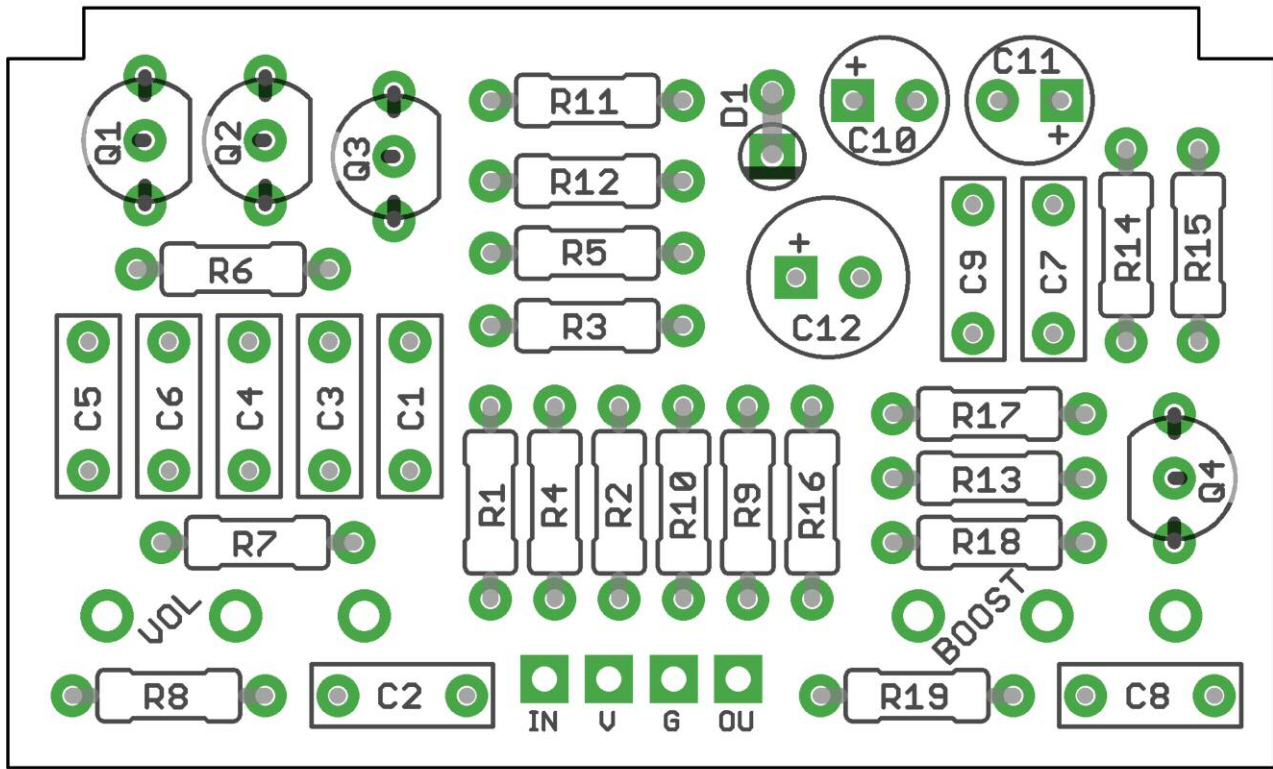 Q1
Q2
Q3
R11
D1
+
C10
C11
+
R12
R5
R3
R6
+
C12
C9
C7
R14
R15
C5
C6
C4
C3
C1
R1
R4
R2
R10
R9
R16
R17
R13
R18
Q4
R7
VOL
BOOST
R8
C2
IN
V
G
OU
R19
C8